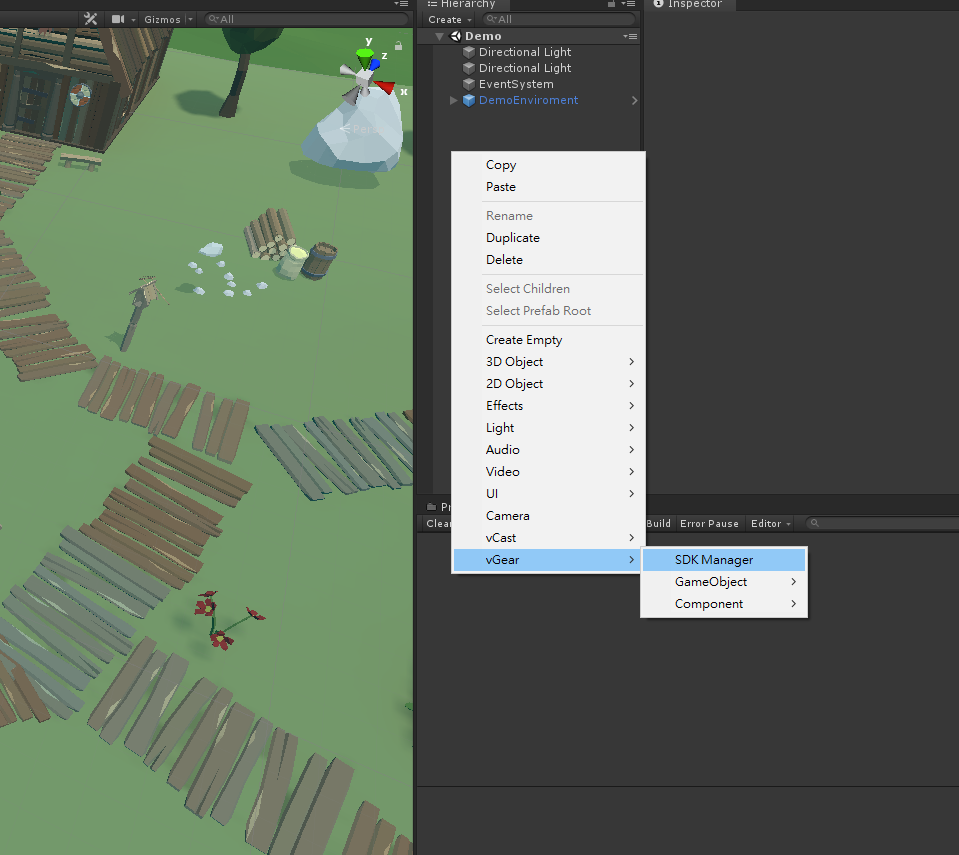 Gizmos
All
y
z
x
Pers
Hierarchy
Create
All
Demo
Directional Light
Directional Light
EventSystem
DemoEnviroment
Inspector
Copy
Paste
Rename
Duplicate
Delete
Select Children
Select Prefab Root
Create Empty
3D Object
2D Object
Effects
Light
Audio
Video
UI
Camera
vCast
vGear
SDK Manager
GameObject
Component
Build
Error Pause
Editor